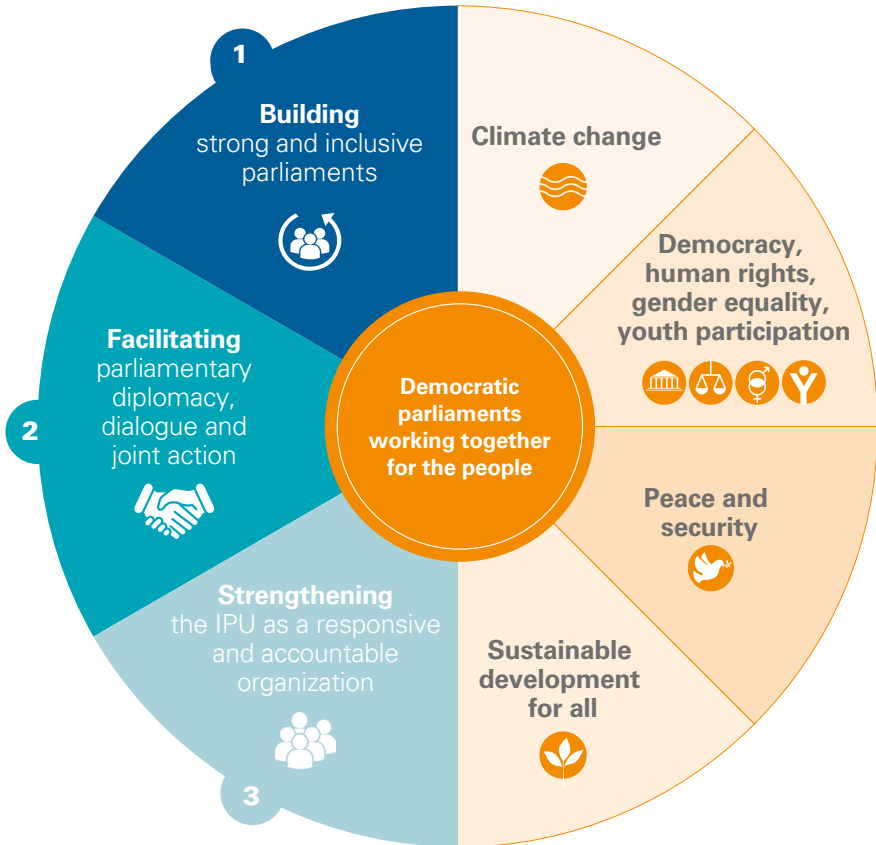 1
Building
strong and inclusive
parliaments
2
Facilitating
parliamentary
diplomacy,
dialogue and
joint action
3
Strengthening
the IPU as a responsive
and accountable
organization
Democratic
parliaments
working together
for the people
Climate change
Democracy,
human rights,
gender equality,
youth participation
Peace and
security
Sustainable
development
for all